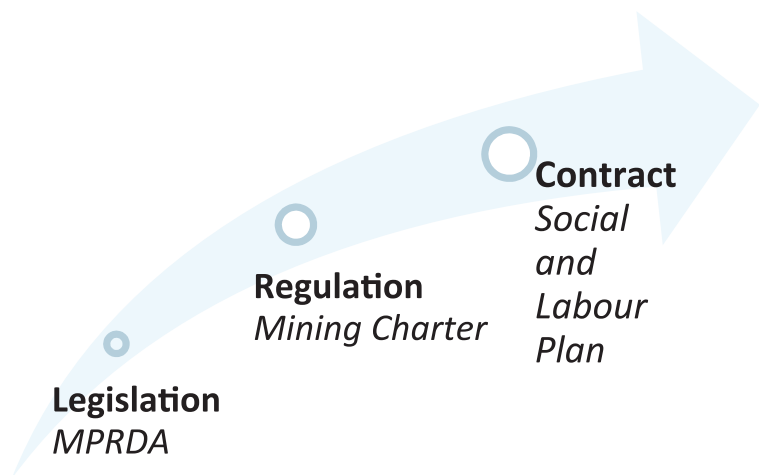 Legislation
MPRDA
Regulation
Mining Charter
Contract
Social
and
Labour
Plan